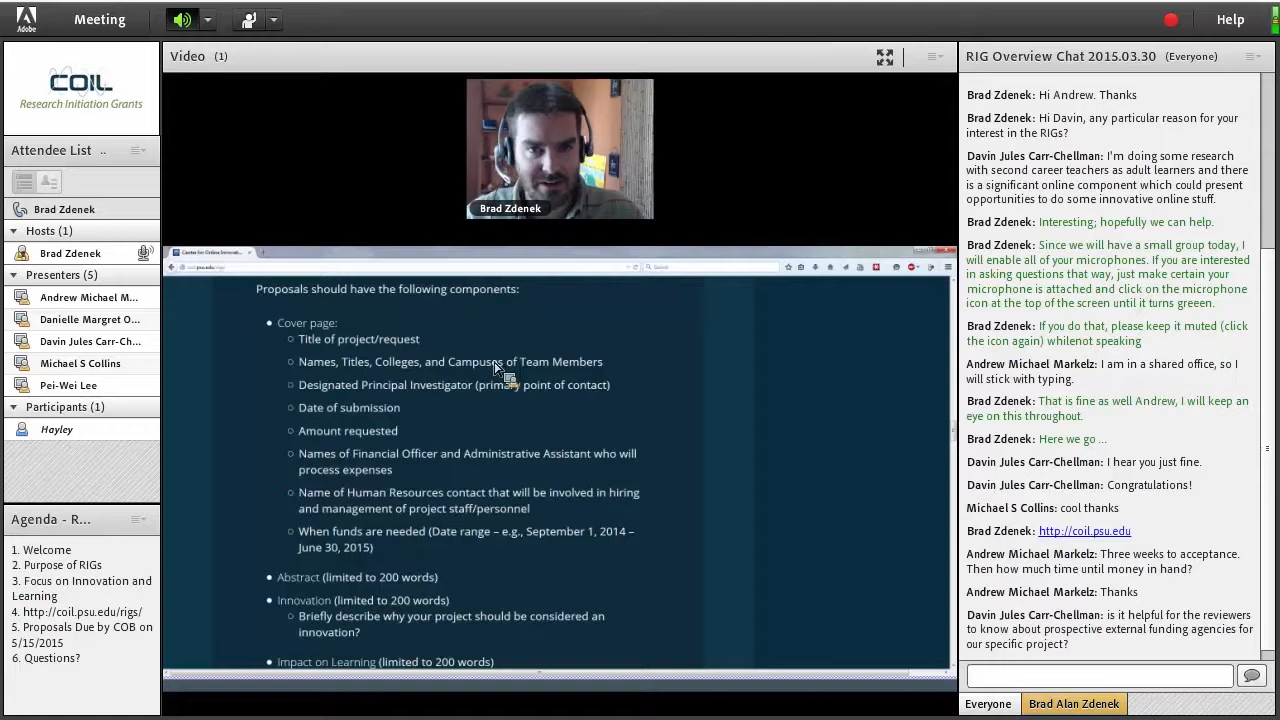 Adobe
Meeting
Help
COIL
Research Initiation Grants
Attendee List ..
Brad Zdenek
Hosts (1)
Brad Zdenek
Presenters (5)
Andrew Michael M...
Danielle Margret O...
Davin Jules Carr-Ch...
Michael S Collins
Pei-Wei Lee
Participants (1)
Hayley
Agenda - R...
1. Welcome
2. Purpose of RIGs
3. Focus on Innovation and
Learning
4. http://coil.psu.edu/rigs/
5. Proposals Due by COB on
5/15/2015
6. Questions?
Video (1)
Brad Zdenek
Center for Online Innovati...
coil.psu.edu/rigs
Search
Proposals should have the following components:
Cover page:
Title of project/request
Names, Titles, Colleges, and Campuses of Team Members
Designated Principal Investigator (primary point of contact)
Date of submission
Amount requested
Names of Financial Officer and Administrative Assistant who will
process expenses
Name of Human Resources contact that will be involved in hiring
and management of project staff/personnel
When funds are needed (Date range – e.g., September 1, 2014 –
June 30, 2015)
Abstract (limited to 200 words)
Innovation (limited to 200 words)
Briefly describe why your project should be considered an
innovation?
Impact on Learning (limited to 200 words)
RIG Overview Chat 2015.03.30 (Everyone)
Brad Zdenek: Hi Andrew. Thanks
Brad Zdenek: Hi Davin, any particular reason for your
interest in the RIGs?
Davin Jules Carr-Chellman: I'm doing some research
with second career teachers as adult learners and there
is a significant online component which could present
opportunities to do some innovative online stuff.
Brad Zdenek: Interesting; hopefully we can help.
Brad Zdenek: Since we will have a small group today, I
will enable all of your microphones. If you are interested
in asking questions that way, just make certain your
microphone is attached and click on the microphone
icon at the top of the screen until it turns greeen.
Brad Zdenek: If you do that, please keep it muted (click
the icon again) whilenot speaking
Andrew Michael Markelz: I am in a shared office, so I
will stick with typing.
Brad Zdenek: That is fine as well Andrew, I will keep an
eye on this throughout.
Brad Zdenek: Here we go ...
Davin Jules Carr-Chellman: I hear you just fine.
Davin Jules Carr-Chellman: Congratulations!
Michael S Collins: cool thanks
Brad Zdenek: http://coil.psu.edu
Andrew Michael Markelz: Three weeks to acceptance.
Then how much time until money in hand?
Andrew Michael Markelz: Thanks
Davin Jules Carr-Chellman: is it helpful for the reviewers
to know about prospective external funding agencies for
our specific project?
Everyone
Brad Alan Zdenek